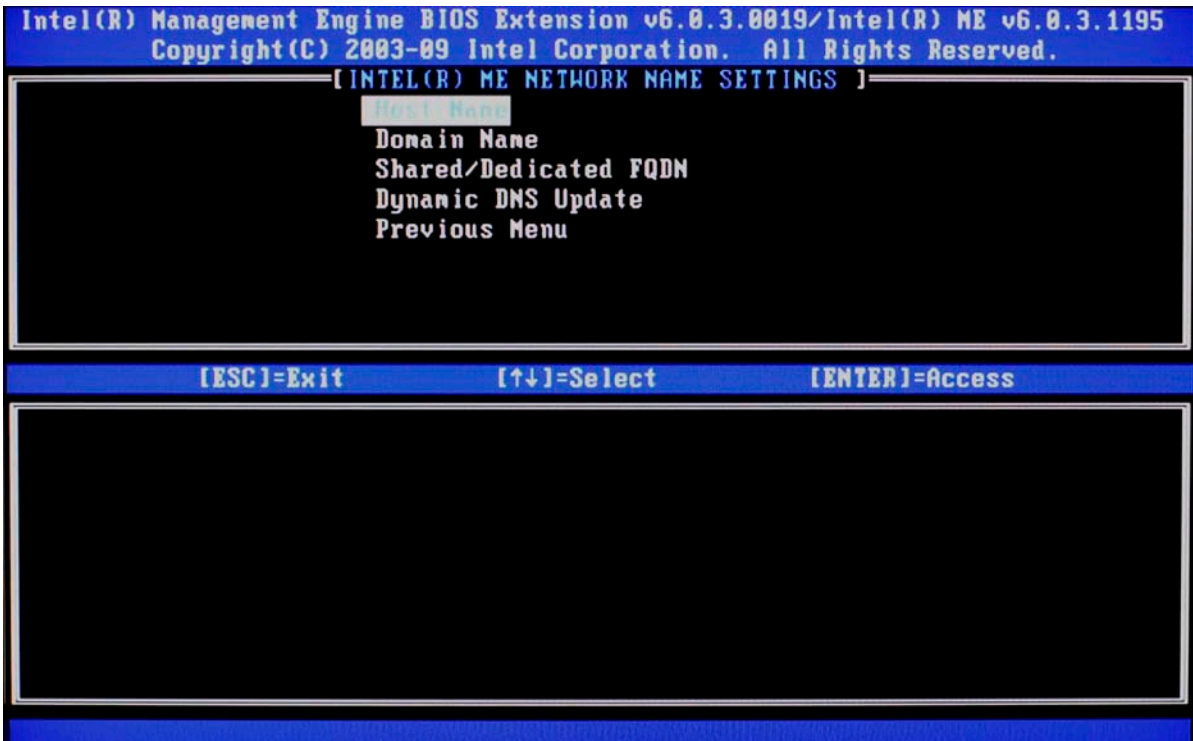 Intel(R) Management Engine BIOS Extension v6.0.3.0019/Intel(R) ME v6.0.3.1195
Copyright(C) 2003-09 Intel Corporation. All Rights Reserved.
[ INTEL(R) ME NETWORK NAME SETTINGS ]
Host Name
Domain Name
Shared/Dedicated FQDN
Dynamic DNS Update
Previous Menu
[ESC]=Exit [↑↓]=Select [ENTER]=Access